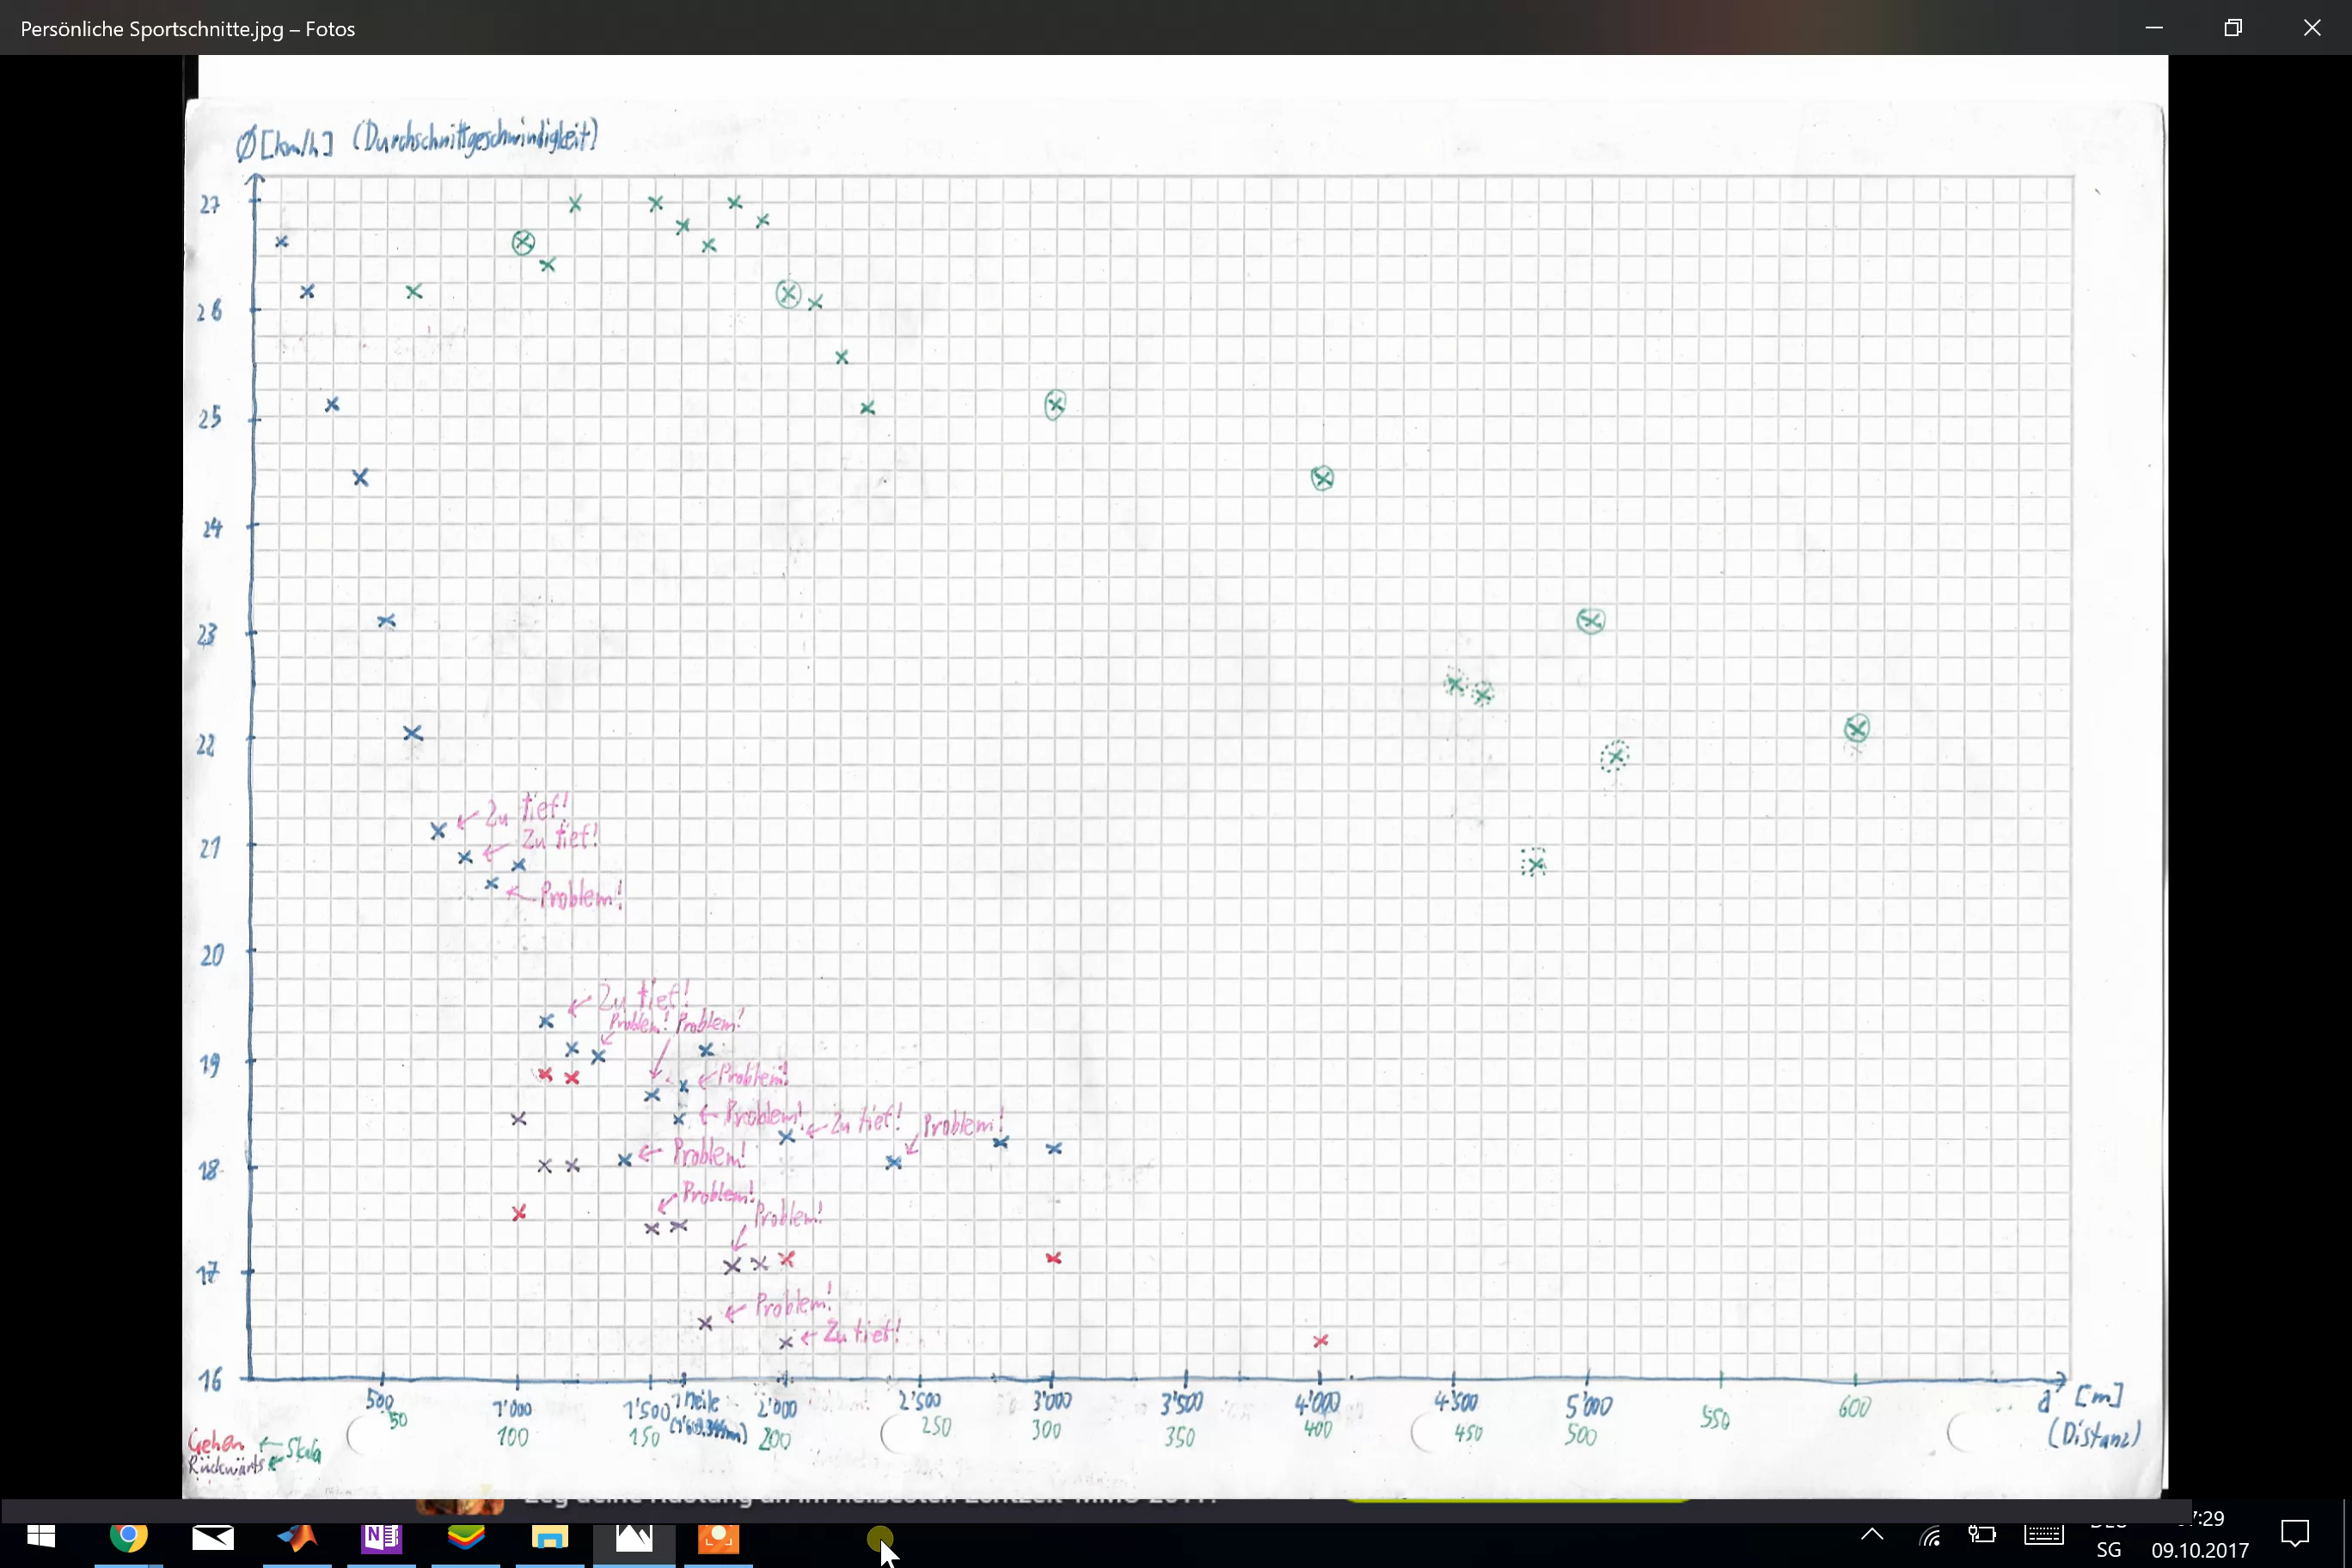 Persönliche Sportschnitte.jpg – Fotos
Ø [km/h] (Durchschnittgeschwindigkeit)
27
26
25
24
23
22
Zu tief!
Zu tief!
21
Problem!
20
Zu tief!
Problem! Problem!
19
Problem!
Problem! Zu tief! Problem!
18
Problem!
Problem!
Problem!
17
Problem!
Zu tief!
16
500 1'000 1'500 1 Meile 2'000 2'500 3'000 3'500 4'000 4'500 5'000 600 d [m]
50 100 150 200 250 300 350 400 450 500 550 (Distanz)
Gehen ← Skala
Rückwärts
:29
SG 09.10.2017